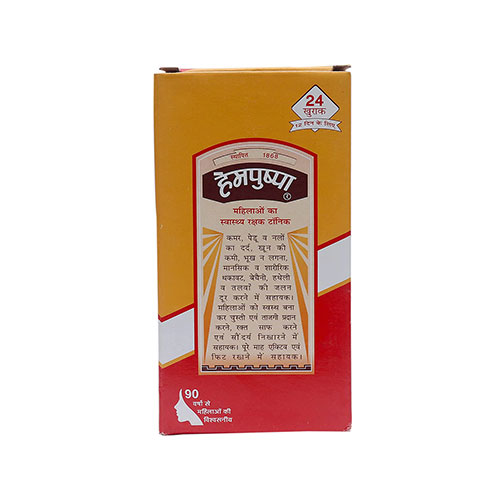 24
खुराक
१२ दिन के लिए
स्थापित 1868
हेमपुष्पा
महिलाओं का
स्वास्थ्य रक्षक टॉनिक
कमर, पेडू व नलों
का दर्द, खून की
कमी, भूख न लगना,
मानसिक व शारीरिक
थकावट, बेचैनी, हथेली
व तलवों की जलन
दूर करने में सहायक।
महिलाओं को स्वस्थ बना
कर चुस्ती एवं ताजगी प्रदान
करने, रक्त साफ करने
एवं सौंदर्य निखारने में
सहायक। पूरे माह एक्टिव एवं
फिट रखने में सहायक।
90
वर्षों से
महिलाओं की
विश्वसनीय